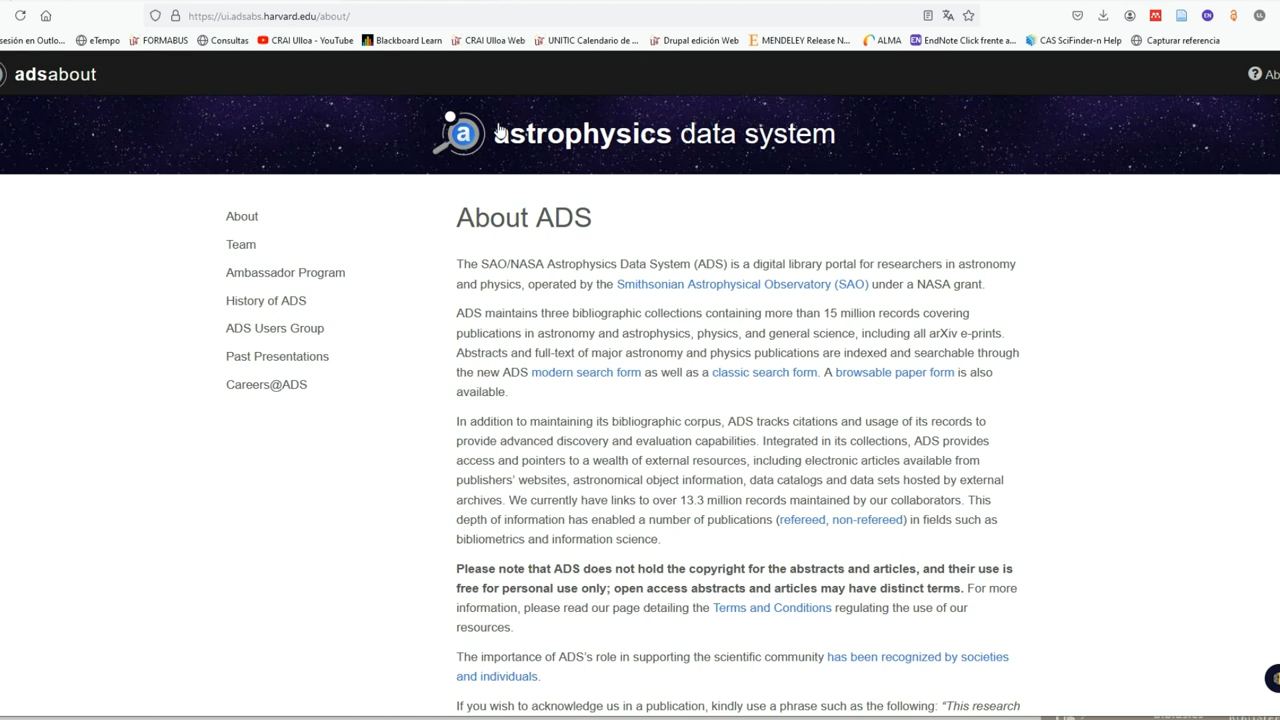 https://ui.adsabs.harvard.edu/about/
sesión en Outlo... eTempo FORMABUS Consultas CRAI Ulloa - YouTube Blackboard Learn CRAI Ulloa Web UNITIC Calendario de ... Drupal edición Web MENDELEY Release N... ALMA EndNote Click frente a... CAS SciFinder-n Help Capturar referencia
adsabout Ab
a astrophysics data system
About
Team
Ambassador Program
History of ADS
ADS Users Group
Past Presentations
Careers@ADS
About ADS
The SAO/NASA Astrophysics Data System (ADS) is a digital library portal for researchers in astronomy
and physics, operated by the Smithsonian Astrophysical Observatory (SAO) under a NASA grant.
ADS maintains three bibliographic collections containing more than 15 million records covering
publications in astronomy and astrophysics, physics, and general science, including all arXiv e-prints.
Abstracts and full-text of major astronomy and physics publications are indexed and searchable through
the new ADS modern search form as well as a classic search form. A browsable paper form is also
available.
In addition to maintaining its bibliographic corpus, ADS tracks citations and usage of its records to
provide advanced discovery and evaluation capabilities. Integrated in its collections, ADS provides
access and pointers to a wealth of external resources, including electronic articles available from
publishers' websites, astronomical object information, data catalogs and data sets hosted by external
archives. We currently have links to over 13.3 million records maintained by our collaborators. This
depth of information has enabled a number of publications (refereed, non-refereed) in fields such as
bibliometrics and information science.
Please note that ADS does not hold the copyright for the abstracts and articles, and their use is
free for personal use only; open access abstracts and articles may have distinct terms. For more
information, please read our page detailing the Terms and Conditions regulating the use of our
resources.
The importance of ADS's role in supporting the scientific community has been recognized by societies
and individuals.
If you wish to acknowledge us in a publication, kindly use a phrase such as the following: "This research